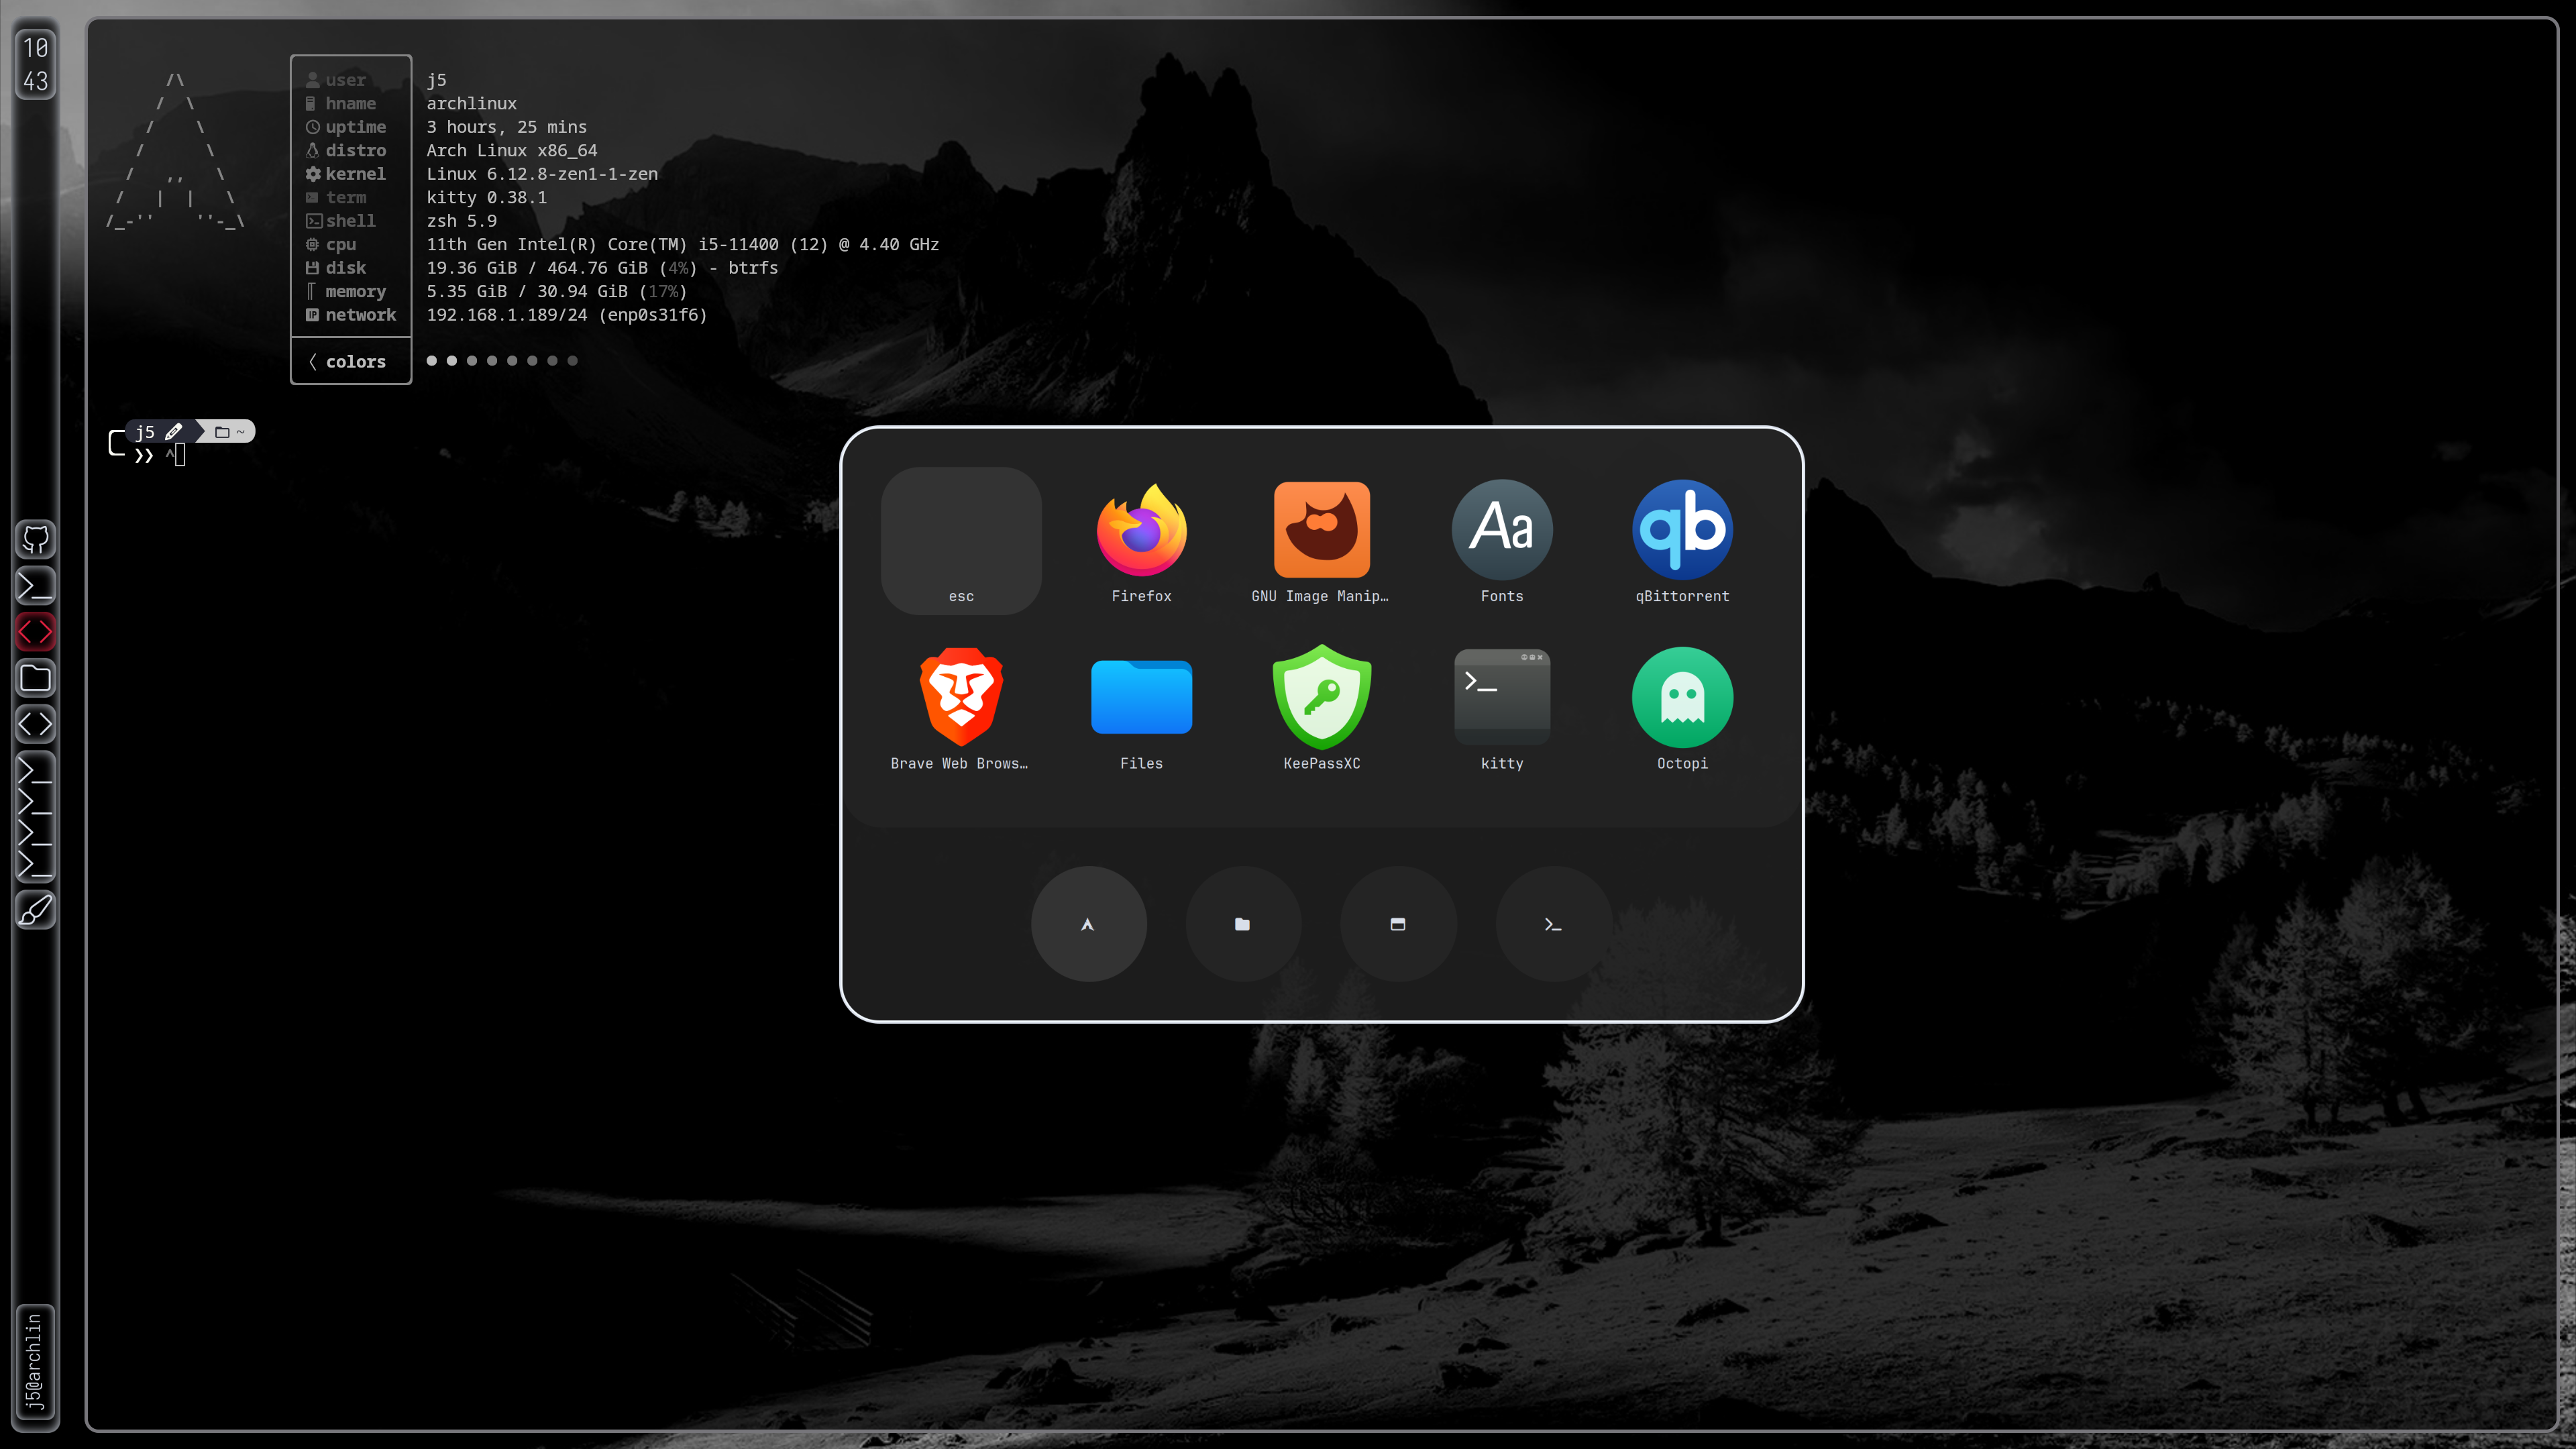 10
43
user j5
hname archlinux
uptime 3 hours, 25 mins
distro Arch Linux x86_64
kernel Linux 6.12.8-zen1-1-zen
term kitty 0.38.1
shell zsh 5.9
cpu 11th Gen Intel(R) Core(TM) i5-11400 (12) @ 4.40 GHz
disk 19.36 GiB / 464.76 GiB (4%) - btrfs
memory 5.35 GiB / 30.94 GiB (17%)
IP network 192.168.1.189/24 (enp0s31f6)
colors
j5 ~
❯❯ ^
Aa
qb
esc Firefox GNU Image Manip… Fonts qBittorrent
>_
Brave Web Brows… Files KeePassXC kitty Octopi
j5@archlin